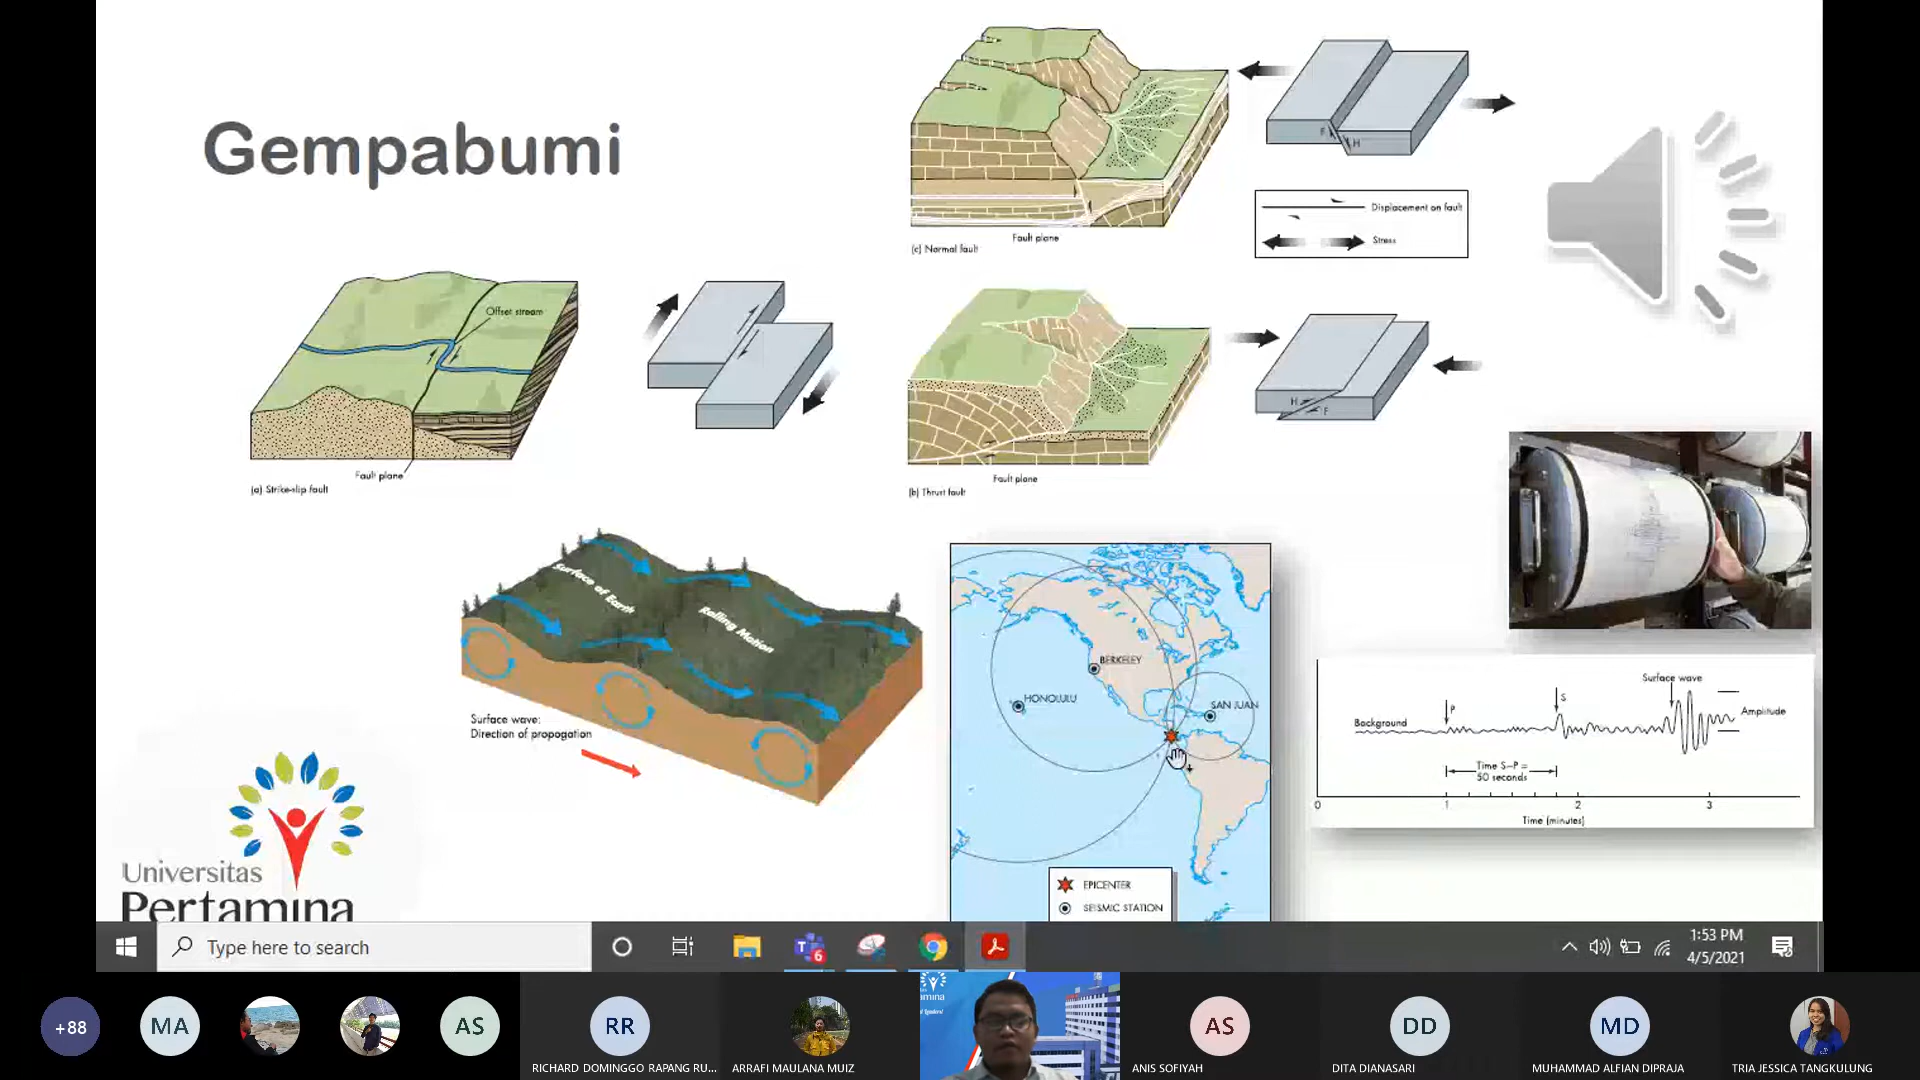 Gempabumi
F
H
Displacement on fault
Stress
Fault plane
(c) Normal fault
Offset stream
Fault plane
(a) Strike-slip fault
H
F
Fault plane
(b) Thrust fault
Surface of Earth
Rolling Motion
Surface wave:
Direction of propogation
BERKELEY
HONOLULU
SAN JUAN
EPICENTER
SEISMIC STATION
Surface wave
P
S
Background
Amplitude
Time S–P =
50 seconds
0 1 2 3
Time (minutes)
Universitas
Pertamina
Type here to search
6
1:53 PM
4/5/2021
+88
MA
AS
RR
AS
DD
MD
RICHARD DOMINGGO RAPANG RU...
ARRAFI MAULANA MUIZ
ANIS SOFIYAH
DITA DIANASARI
MUHAMMAD ALFIAN DIPRAJA
TRIA JESSICA TANGKULUNG